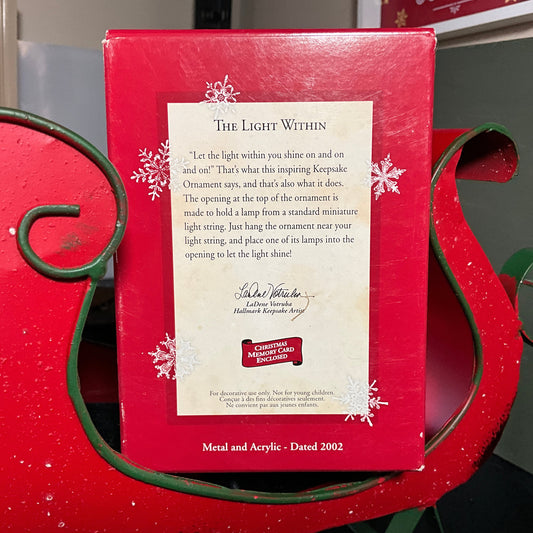 THE LIGHT WITHIN
"Let the light within you shine on and on
and on!" That's what this inspiring Keepsake
Ornament says, and that's also what it does.
The opening at the top of the ornament is
made to hold a lamp from a standard miniature
light string. Just hang the ornament near your
light string, and place one of its lamps into the
opening to let the light shine!
LaDene Votruba
LaDene Votruba
Hallmark Keepsake Artist
CHRISTMAS
MEMORY CARD
ENCLOSED
For decorative use only. Not for young children.
Conçue à des fins décoratives seulement.
Ne convient pas aux jeunes enfants.
Metal and Acrylic - Dated 2002